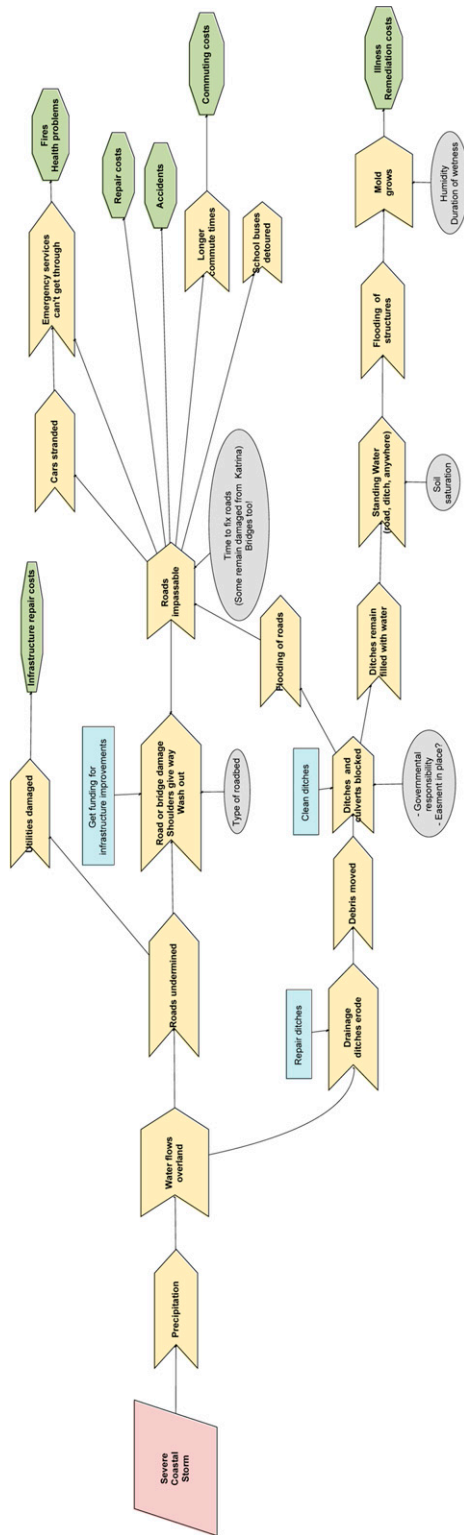 Severe
Coastal
Storm
Precipitation
Water flows
overland
Roads undermined
Utilities damaged
Infrastructure repair costs
Get funding for
infrastructure improvements
Road or bridge damage
Shoulders give way
Wash out
Type of roadbed
Roads
impassable
Time to fix roads
(Some remain damaged from Katrina)
Bridges too!
Cars stranded
Emergency services
can't get through
Fires
Health problems
Repair costs
Accidents
Longer
commute times
Commuting costs
School buses
detoured
Repair ditches
Drainage
ditches erode
Debris moved
Clean ditches
Ditches and
culverts blocked
- Governmental
responsibility
- Easment in place?
Flooding of roads
Ditches remain
filled with water
Standing Water
(road, ditch, anywhere)
Soil
saturation
Flooding of
structures
Mold
grows
Humidity
Duration of wetness
Illness
Remediation costs